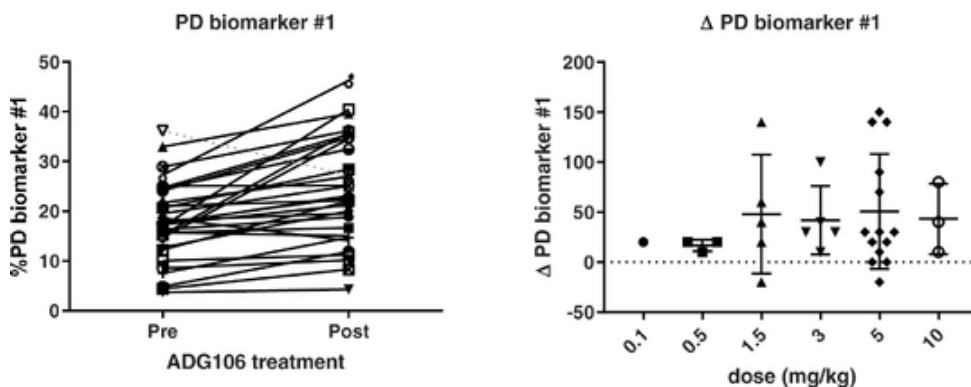 PD biomarker #1
%PD biomarker #1
50
40
30
20
10
0
Pre
Post
ADG106 treatment
Δ PD biomarker #1
Δ PD biomarker #1
200
150
100
50
0
-50
0.1
0.5
1.5
3
5
10
dose (mg/kg)